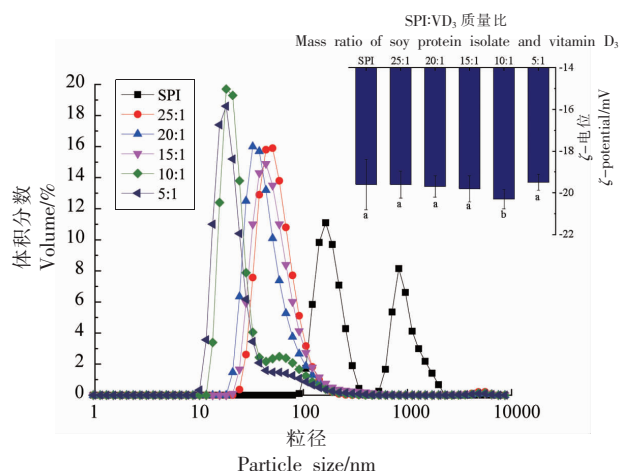 SPI:VD₃质量比
Mass ratio of soy protein isolate and vitamin D₃
SPI 25:1 20:1 15:1 10:1 5:1
-14
-16
-18
-20
-22
ζ-电位
ζ-potential/mV
a a a a b a
SPI
25:1
20:1
15:1
10:1
5:1
体积分数
Volume/%
20
18
16
14
12
10
8
6
4
2
0
1 10 100 1000 10000
粒径
Particle size/nm